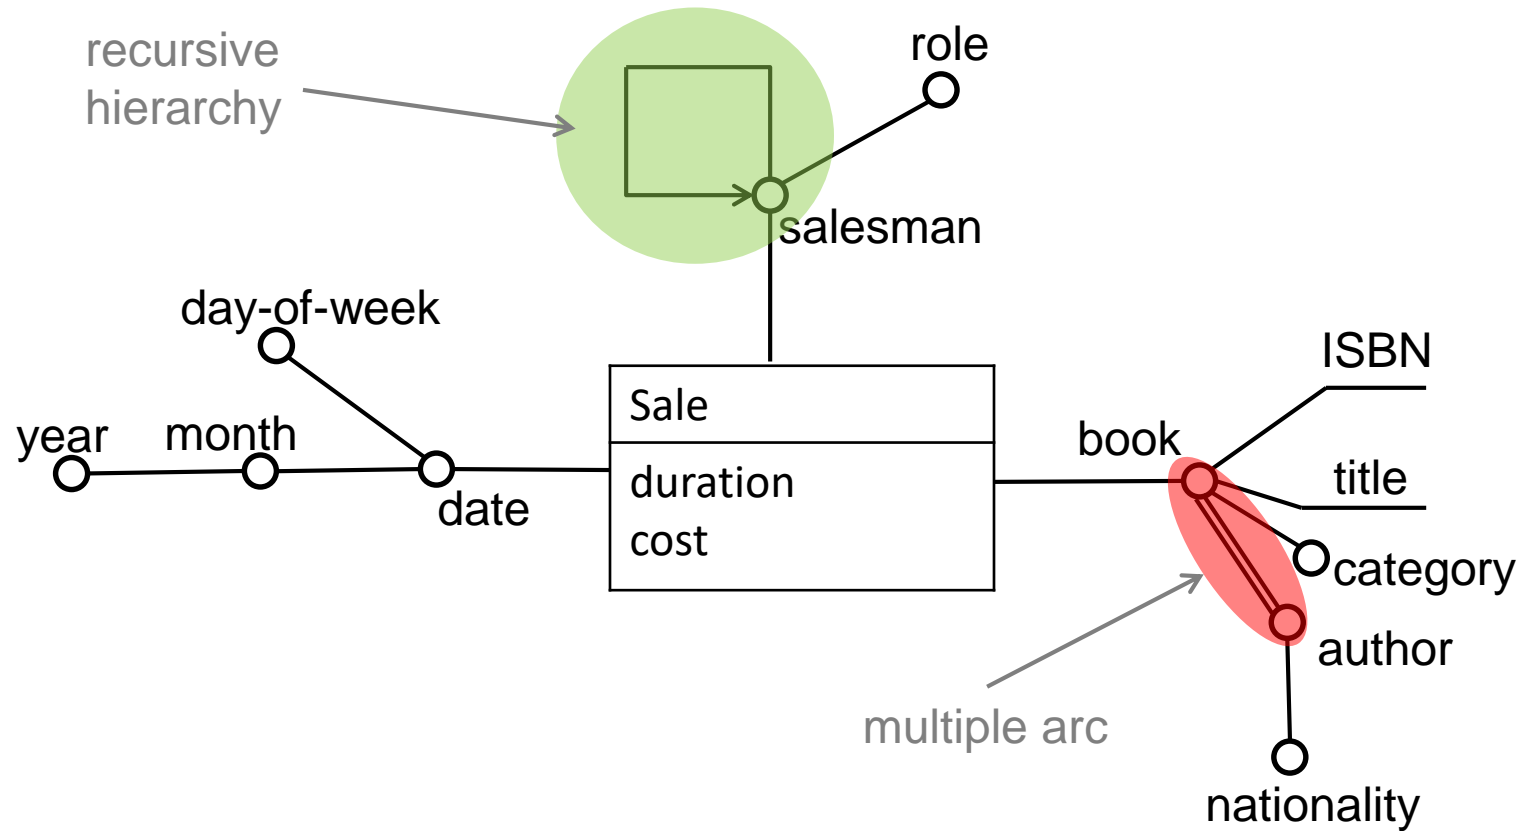 recursive
hierarchy
role
salesman
day-of-week
year
month
date
Sale
duration
cost
book
ISBN
title
category
author
multiple arc
nationality